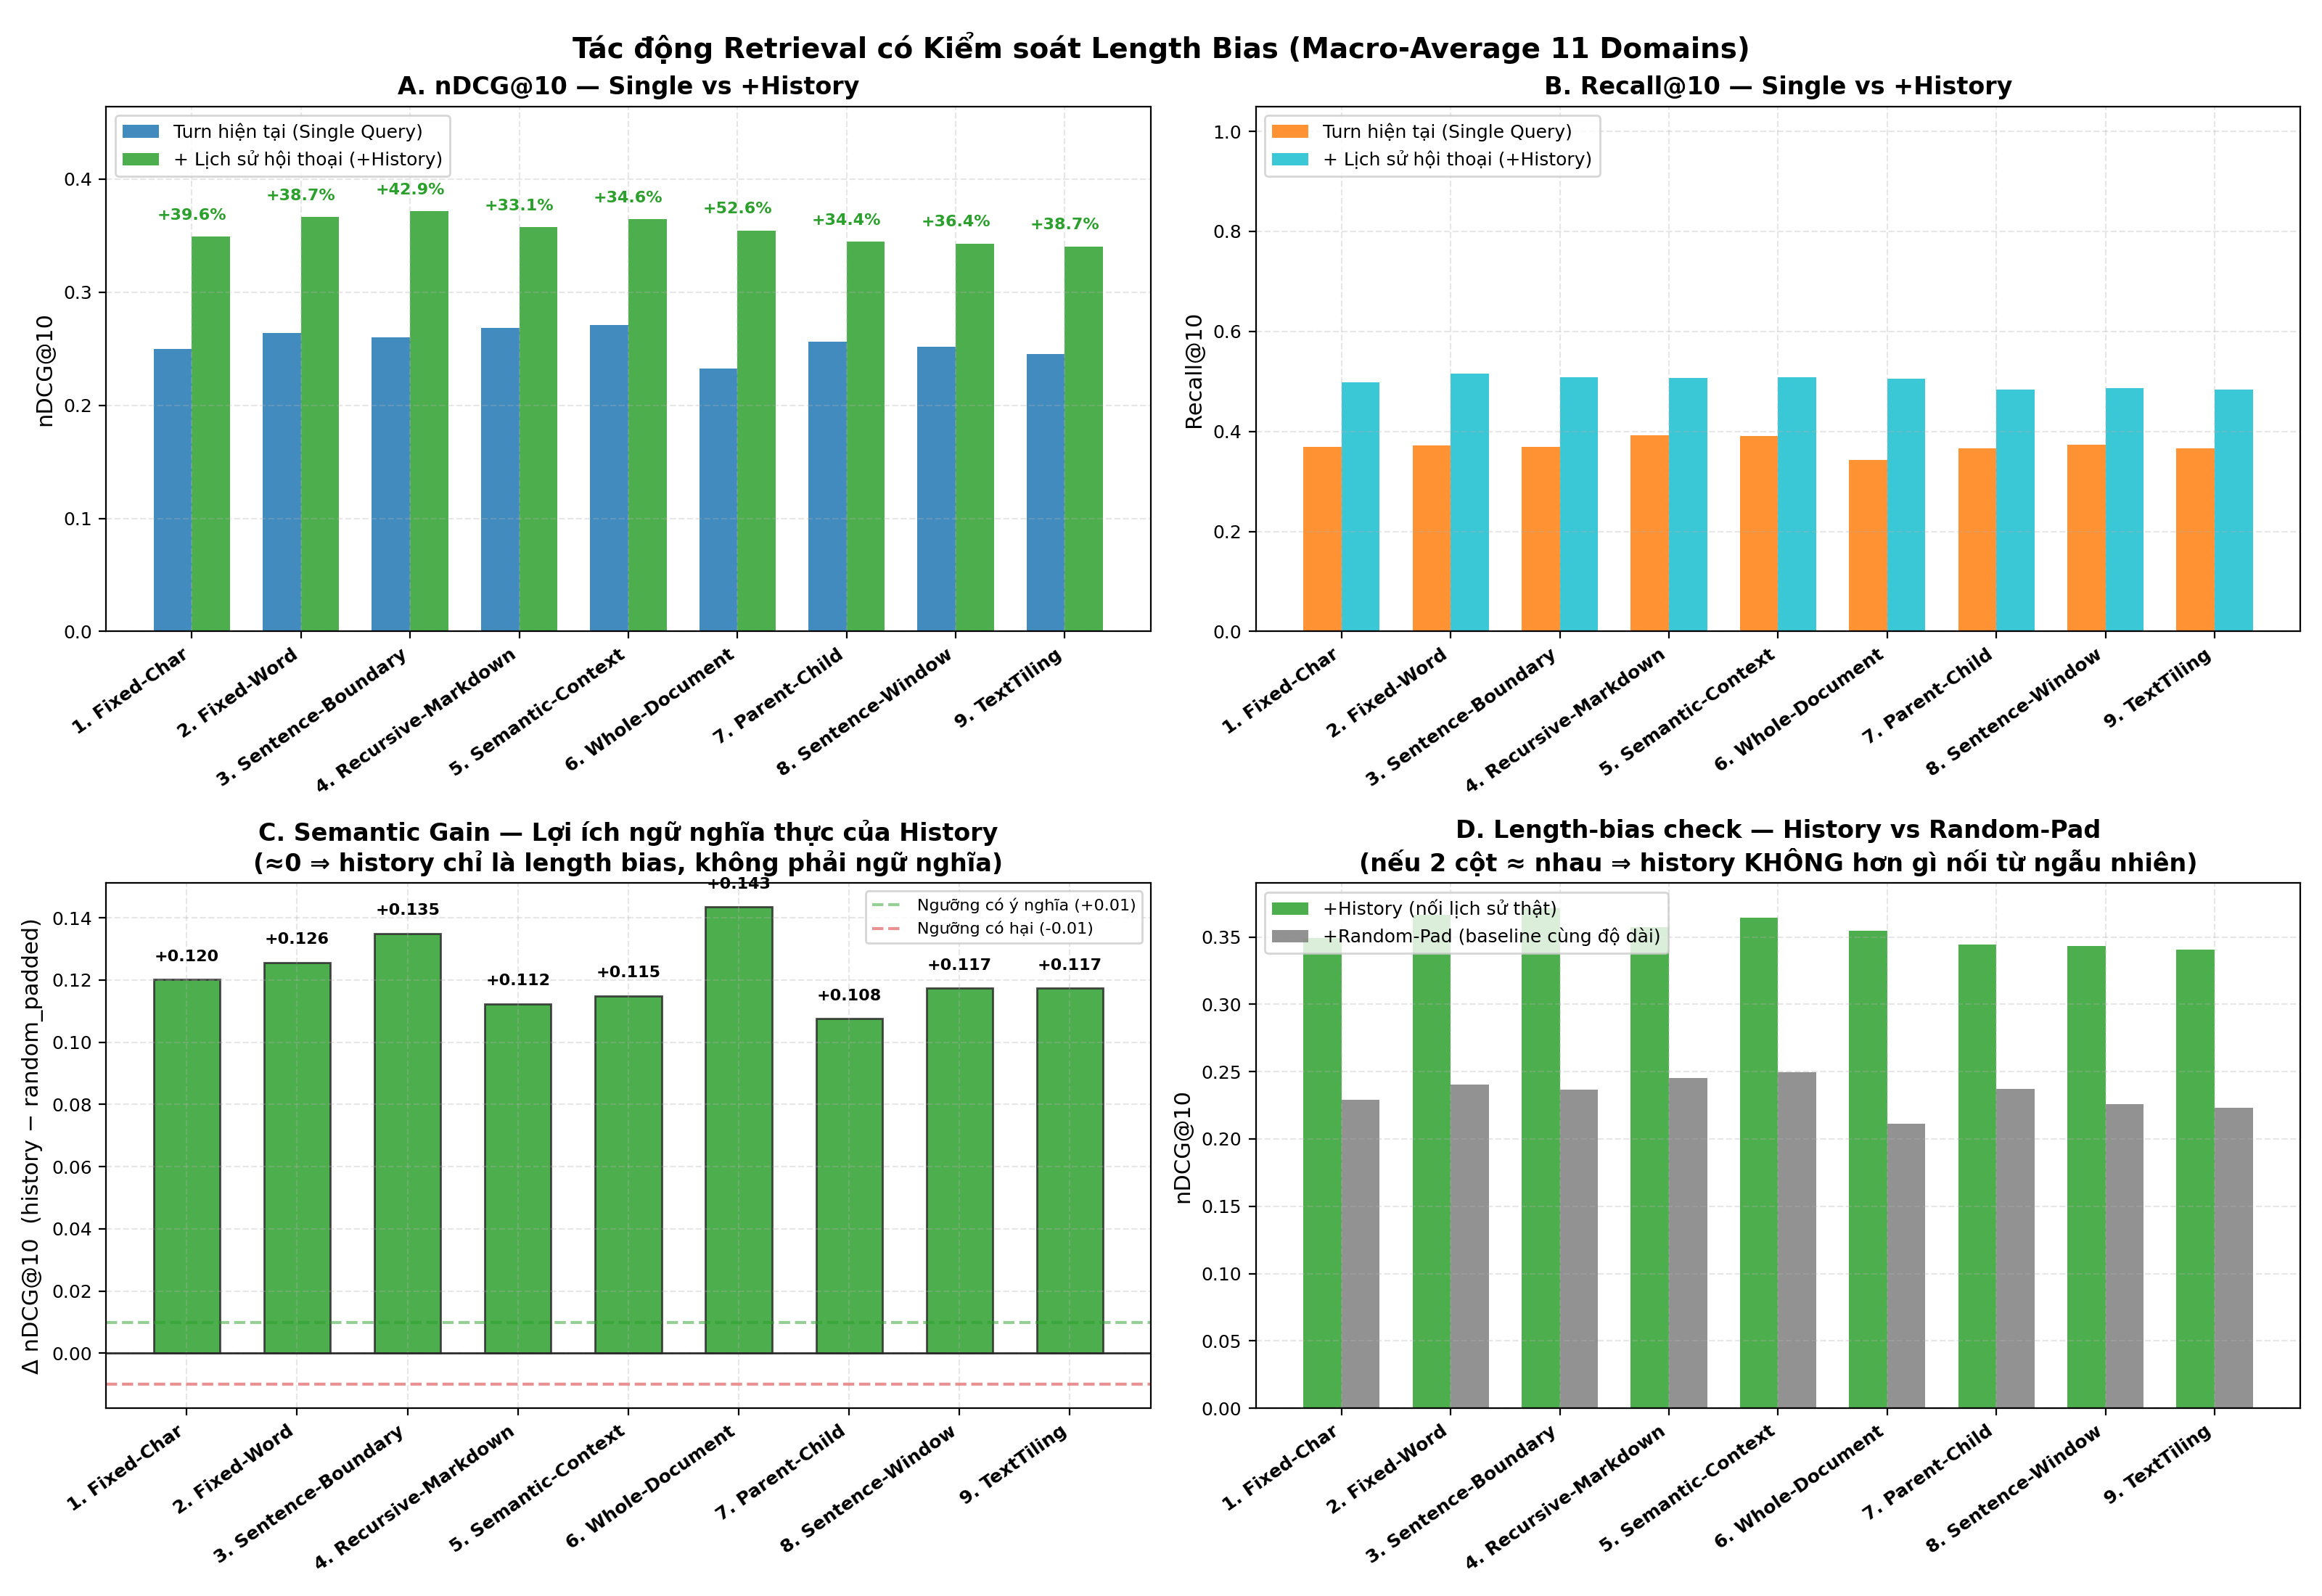 Tác động Retrieval có Kiểm soát Length Bias (Macro-Average 11 Domains)
A. nDCG@10 — Single vs +History
Turn hiện tại (Single Query)
+ Lịch sử hội thoại (+History)
nDCG@10
0.4
0.3
0.2
0.1
0.0
+39.6%
+38.7%
+42.9%
+33.1%
+34.6%
+52.6%
+34.4%
+36.4%
+38.7%
1. Fixed-Char
2. Fixed-Word
3. Sentence-Boundary
4. Recursive-Markdown
5. Semantic-Context
6. Whole-Document
7. Parent-Child
8. Sentence-Window
9. TextTiling
B. Recall@10 — Single vs +History
Turn hiện tại (Single Query)
+ Lịch sử hội thoại (+History)
Recall@10
1.0
0.8
0.6
0.4
0.2
0.0
1. Fixed-Char
2. Fixed-Word
3. Sentence-Boundary
4. Recursive-Markdown
5. Semantic-Context
6. Whole-Document
7. Parent-Child
8. Sentence-Window
9. TextTiling
C. Semantic Gain — Lợi ích ngữ nghĩa thực của History
(≈0 ⇒ history chỉ là length bias, không phải ngữ nghĩa)
Ngưỡng có ý nghĩa (+0.01)
Ngưỡng có hại (-0.01)
Δ nDCG@10 (history − random_padded)
0.14
0.12
0.10
0.08
0.06
0.04
0.02
0.00
+0.120
+0.126
+0.135
+0.112
+0.115
+0.143
+0.108
+0.117
+0.117
1. Fixed-Char
2. Fixed-Word
3. Sentence-Boundary
4. Recursive-Markdown
5. Semantic-Context
6. Whole-Document
7. Parent-Child
8. Sentence-Window
9. TextTiling
D. Length-bias check — History vs Random-Pad
(nếu 2 cột ≈ nhau ⇒ history KHÔNG hơn gì nối từ ngẫu nhiên)
+History (nối lịch sử thật)
+Random-Pad (baseline cùng độ dài)
nDCG@10
0.35
0.30
0.25
0.20
0.15
0.10
0.05
0.00
1. Fixed-Char
2. Fixed-Word
3. Sentence-Boundary
4. Recursive-Markdown
5. Semantic-Context
6. Whole-Document
7. Parent-Child
8. Sentence-Window
9. TextTiling